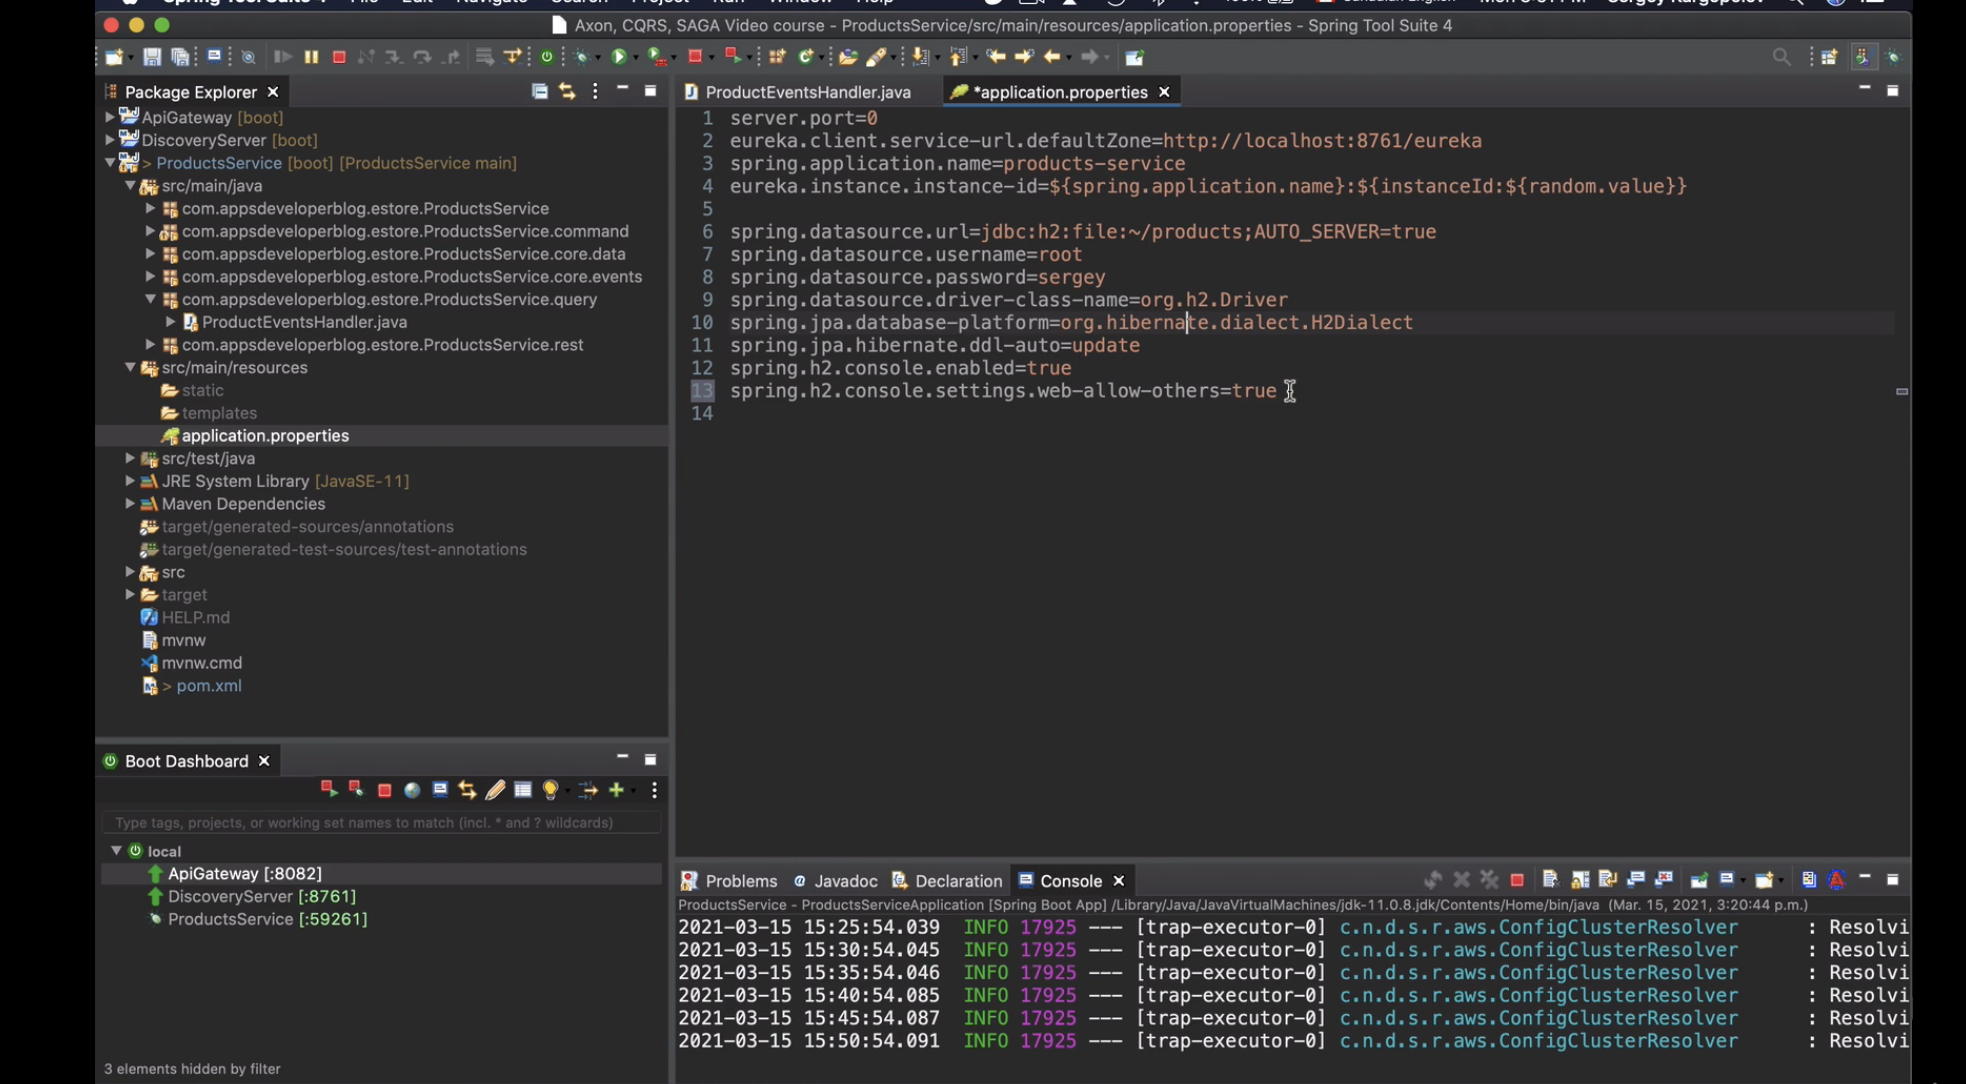 Axon, CQRS, SAGA Video course - ProductsService/src/main/resources/application.properties - Spring Tool Suite 4
Package Explorer
ApiGateway [boot]
DiscoveryServer [boot]
> ProductsService [boot] [ProductsService main]
src/main/java
com.appsdeveloperblog.estore.ProductsService
com.appsdeveloperblog.estore.ProductsService.command
com.appsdeveloperblog.estore.ProductsService.core.data
com.appsdeveloperblog.estore.ProductsService.core.events
com.appsdeveloperblog.estore.ProductsService.query
ProductEventsHandler.java
com.appsdeveloperblog.estore.ProductsService.rest
src/main/resources
static
templates
application.properties
src/test/java
JRE System Library [JavaSE-11]
Maven Dependencies
target/generated-sources/annotations
target/generated-test-sources/test-annotations
src
target
HELP.md
mvnw
mvnw.cmd
> pom.xml
ProductEventsHandler.java *application.properties
1 server.port=0
2 eureka.client.service-url.defaultZone=http://localhost:8761/eureka
3 spring.application.name=products-service
4 eureka.instance.instance-id=${spring.application.name}:${instanceId:${random.value}}
5
6 spring.datasource.url=jdbc:h2:file:~/products;AUTO_SERVER=true
7 spring.datasource.username=root
8 spring.datasource.password=sergey
9 spring.datasource.driver-class-name=org.h2.Driver
10 spring.jpa.database-platform=org.hibernate.dialect.H2Dialect
11 spring.jpa.hibernate.ddl-auto=update
12 spring.h2.console.enabled=true
13 spring.h2.console.settings.web-allow-others=true
14
Boot Dashboard
Type tags, projects, or working set names to match (incl. * and ? wildcards)
local
ApiGateway [:8082]
DiscoveryServer [:8761]
ProductsService [:59261]
3 elements hidden by filter
Problems Javadoc Declaration Console
ProductsService - ProductsServiceApplication [Spring Boot App] /Library/Java/JavaVirtualMachines/jdk-11.0.8.jdk/Contents/Home/bin/java (Mar. 15, 2021, 3:20:44 p.m.)
2021-03-15 15:25:54.039 INFO 17925 --- [trap-executor-0] c.n.d.s.r.aws.ConfigClusterResolver : Resolvi
2021-03-15 15:30:54.045 INFO 17925 --- [trap-executor-0] c.n.d.s.r.aws.ConfigClusterResolver : Resolvi
2021-03-15 15:35:54.046 INFO 17925 --- [trap-executor-0] c.n.d.s.r.aws.ConfigClusterResolver : Resolvi
2021-03-15 15:40:54.085 INFO 17925 --- [trap-executor-0] c.n.d.s.r.aws.ConfigClusterResolver : Resolvi
2021-03-15 15:45:54.087 INFO 17925 --- [trap-executor-0] c.n.d.s.r.aws.ConfigClusterResolver : Resolvi
2021-03-15 15:50:54.091 INFO 17925 --- [trap-executor-0] c.n.d.s.r.aws.ConfigClusterResolver : Resolvi